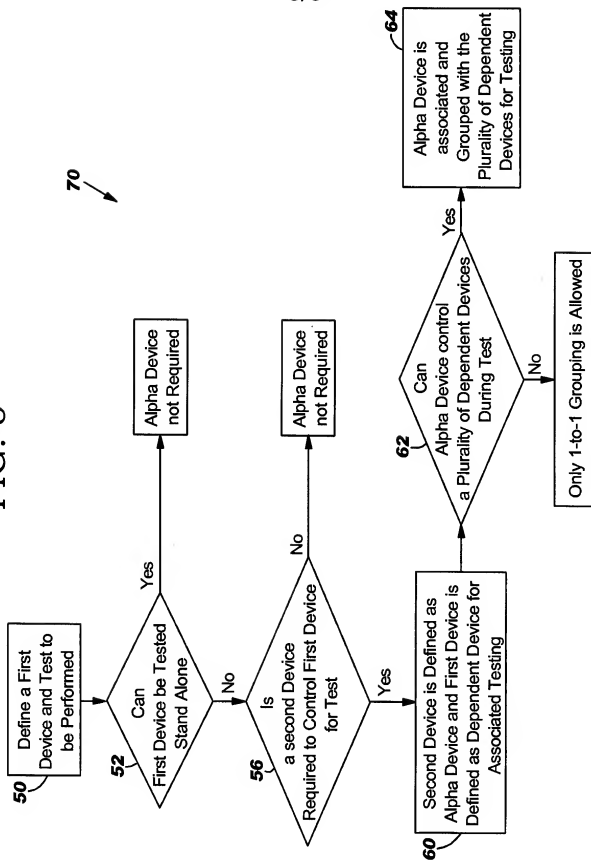 70
50
Define a First
Device and Test to
be Performed
52
Can
First Device be Tested
Stand Alone
Yes
Alpha Device
not Required
No
56
Is
a second Device
Required to Control First Device
for Test
No
Alpha Device
not Required
Yes
60
Second Device is Defined as
Alpha Device and First Device is
Defined as Dependent Device for
Associated Testing
62
Can
Alpha Device control
a Plurality of Dependent Devices
During Test
Yes
64
Alpha Device is
associated and
Grouped with the
Plurality of Dependent
Devices for Testing
No
Only 1-to-1 Grouping is Allowed